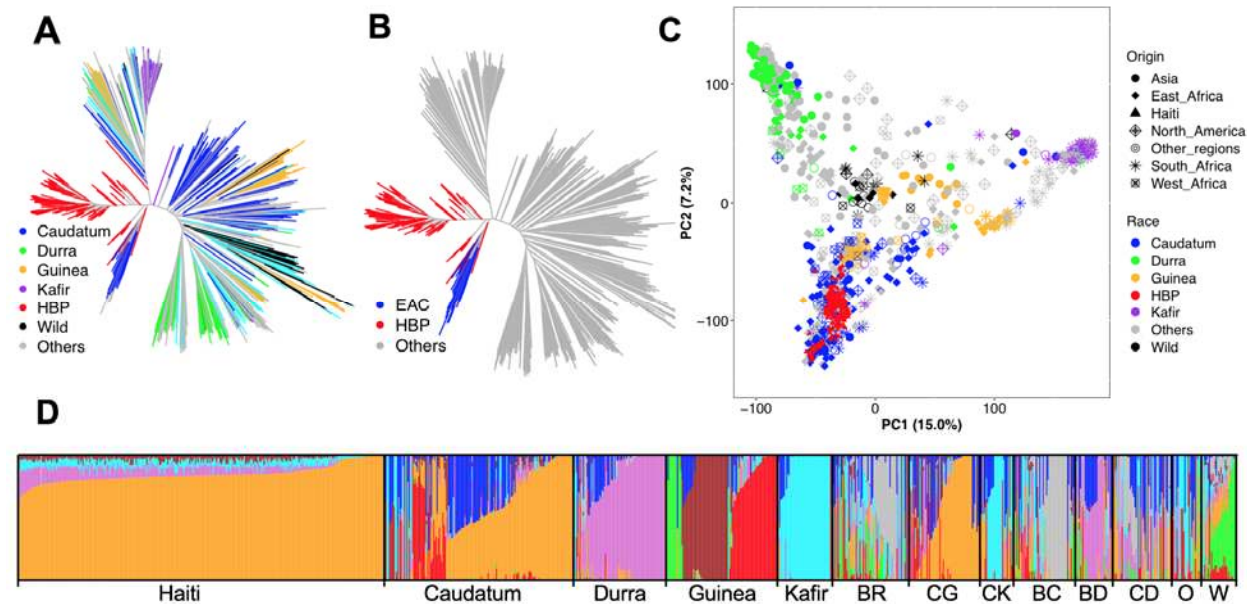 A
Caudatum
Durra
Guinea
Kafir
HBP
Wild
Others
B
EAC
HBP
Others
C
100
0
−100
PC2 (7.2%)
−100
0
100
PC1 (15.0%)
Origin
Asia
East_Africa
Haiti
North_America
Other_regions
South_Africa
West_Africa
Race
Caudatum
Durra
Guinea
HBP
Kafir
Others
Wild
D
Haiti
Caudatum
Durra
Guinea
Kafir
BR
CG
CK
BC
BD
CD
O
W